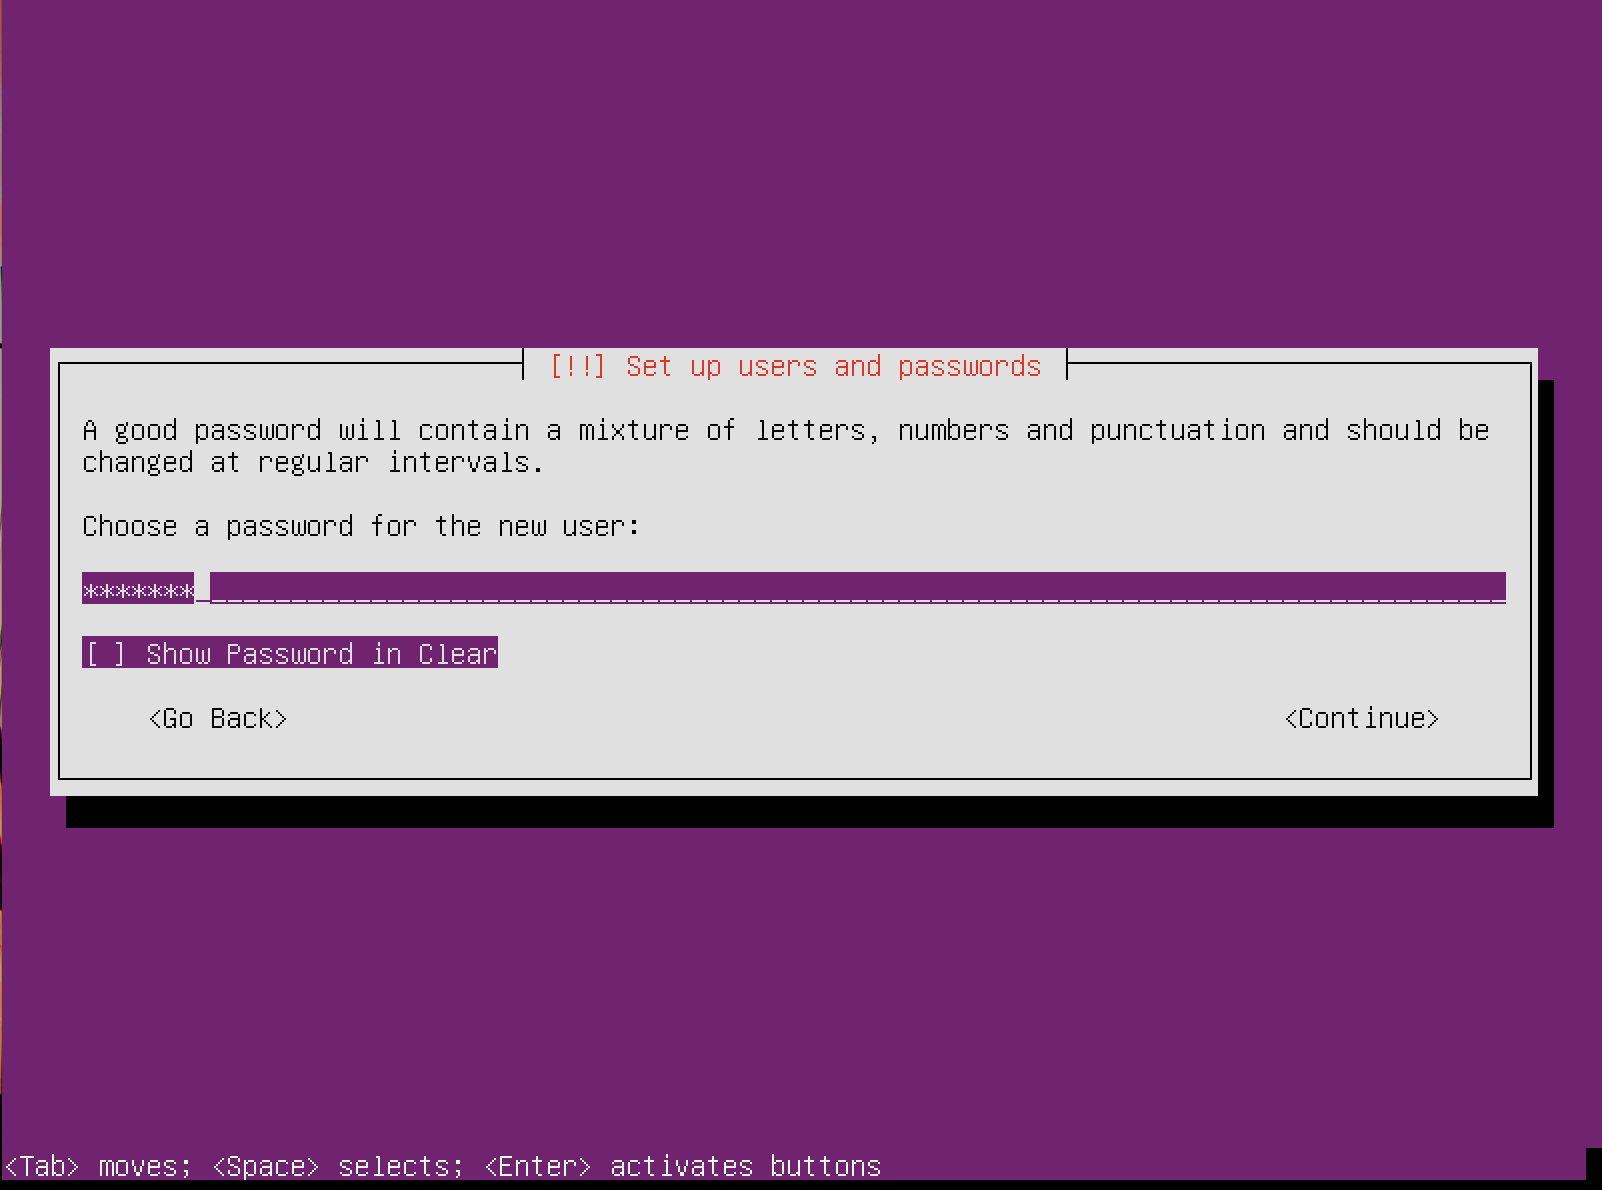 [!!] Set up users and passwords
A good password will contain a mixture of letters, numbers and punctuation and should be
changed at regular intervals.
Choose a password for the new user:
*******
[ ] Show Password in Clear
<Go Back> <Continue>
<Tab> moves; <Space> selects; <Enter> activates buttons